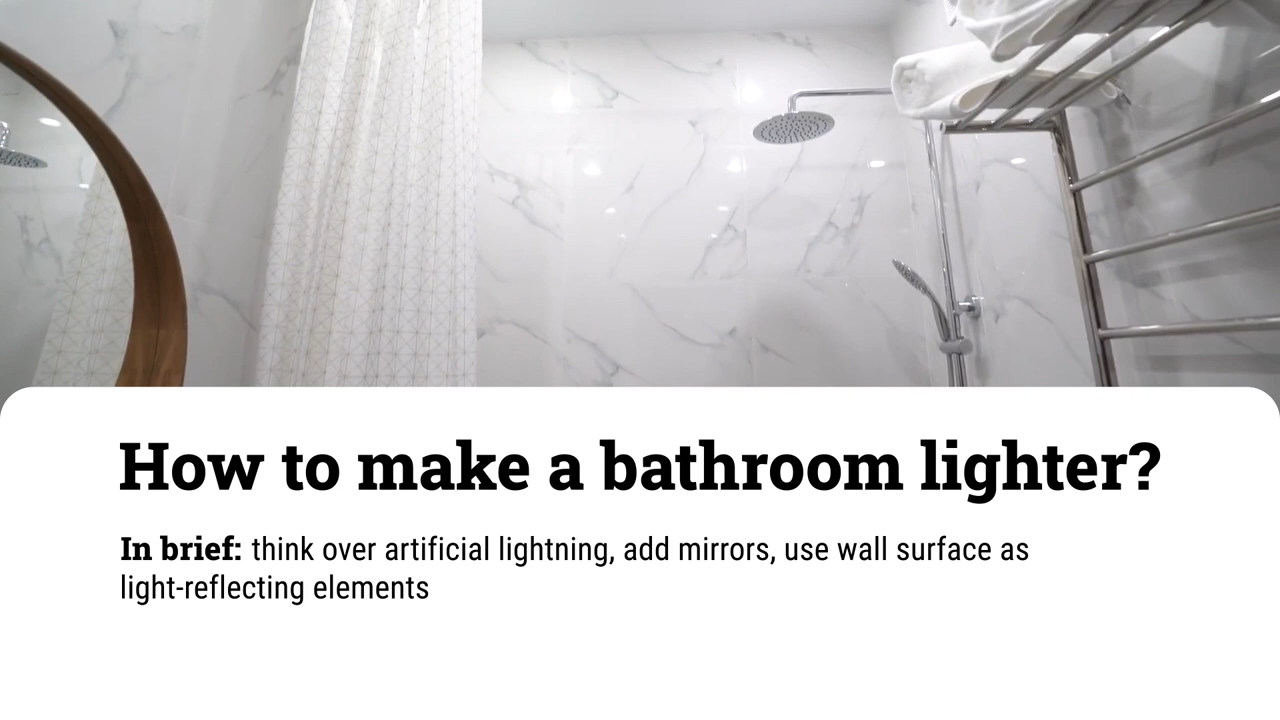 How to make a bathroom lighter?
In brief: think over artificial lightning, add mirrors, use wall surface as
light-reflecting elements